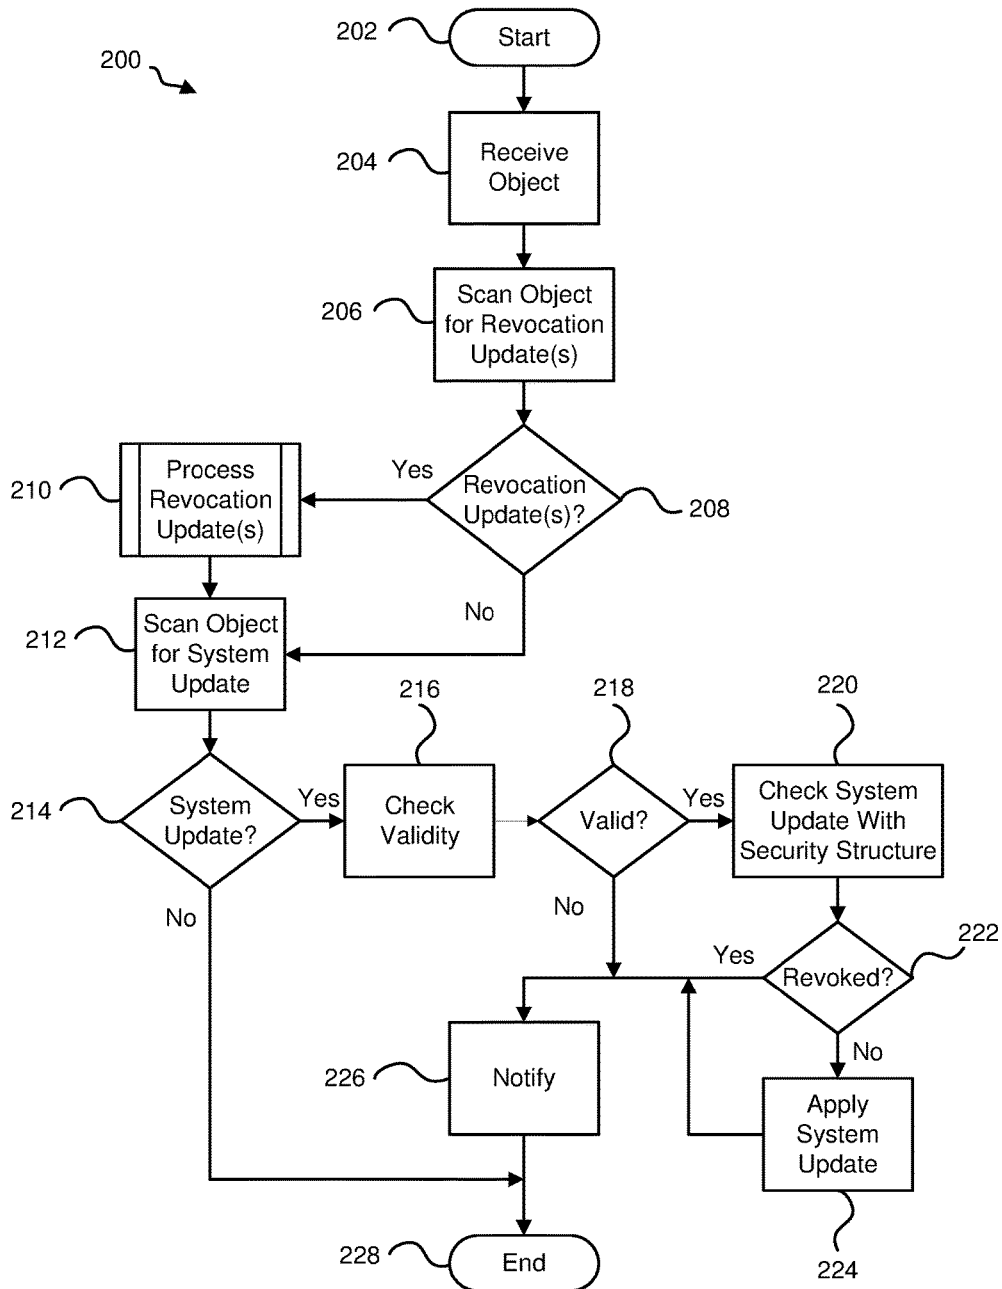 200
202
Start
204
Receive
Object
206
Scan Object
for Revocation
Update(s)
208
Revocation
Update(s)?
Yes
No
210
Process
Revocation
Update(s)
212
Scan Object
for System
Update
214
System
Update?
Yes
No
216
Check
Validity
218
Valid?
Yes
No
220
Check System
Update With
Security Structure
222
Revoked?
Yes
No
224
Apply
System
Update
226
Notify
228
End